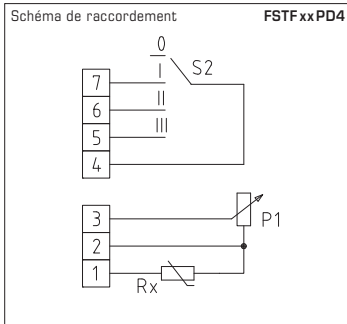 Schéma de raccordement FSTFxxPD4
0
I S2
7
6 II
5 III
4
3 P1
2
1
Rx